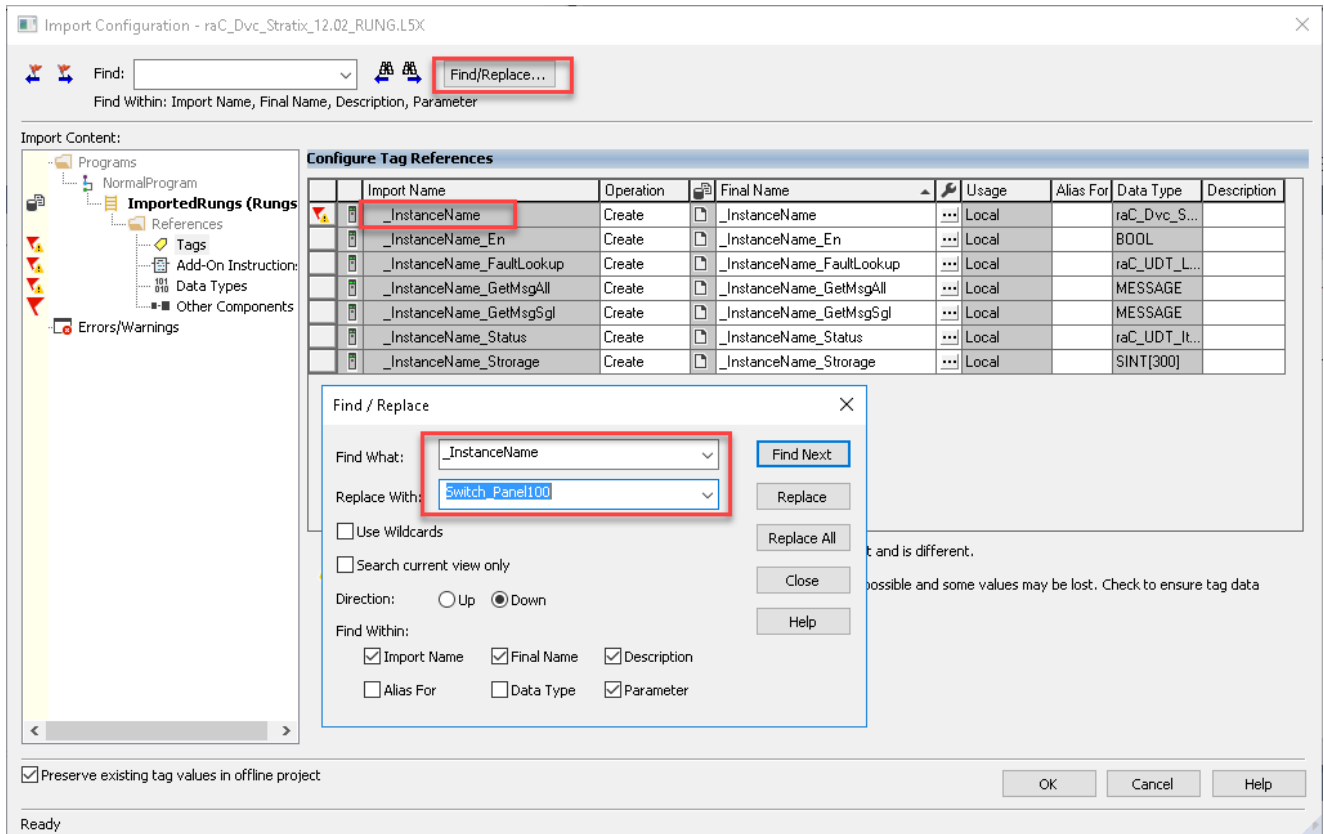 Import Configuration - raC_Dvc_Stratix_12.02_RUNG.L5X
Find:
Find/Replace...
Find Within: Import Name, Final Name, Description, Parameter
Import Content:
Programs
NormalProgram
ImportedRungs (Rungs
References
Tags
Add-On Instruction:
Data Types
Other Components
Errors/Warnings
Configure Tag References
Import Name Operation Final Name Usage Alias For Data Type Description
_InstanceName Create _InstanceName ... Local raC_Dvc_S...
_InstanceName_En Create _InstanceName_En ... Local BOOL
_InstanceName_FaultLookup Create _InstanceName_FaultLookup ... Local raC_UDT_L...
_InstanceName_GetMsgAll Create _InstanceName_GetMsgAll ... Local MESSAGE
_InstanceName_GetMsgSgl Create _InstanceName_GetMsgSgl ... Local MESSAGE
_InstanceName_Status Create _InstanceName_Status ... Local raC_UDT_It...
_InstanceName_Strorage Create _InstanceName_Strorage ... Local SINT[300]
Find / Replace
Find What: _InstanceName
Find Next
Replace With: Switch_Panel100
Replace
Use Wildcards
Replace All
Search current view only
Close
Direction: Up Down
Help
Find Within:
Import Name Final Name Description
Alias For Data Type Parameter
t and is different.
possible and some values may be lost. Check to ensure tag data
Preserve existing tag values in offline project
OK Cancel Help
Ready